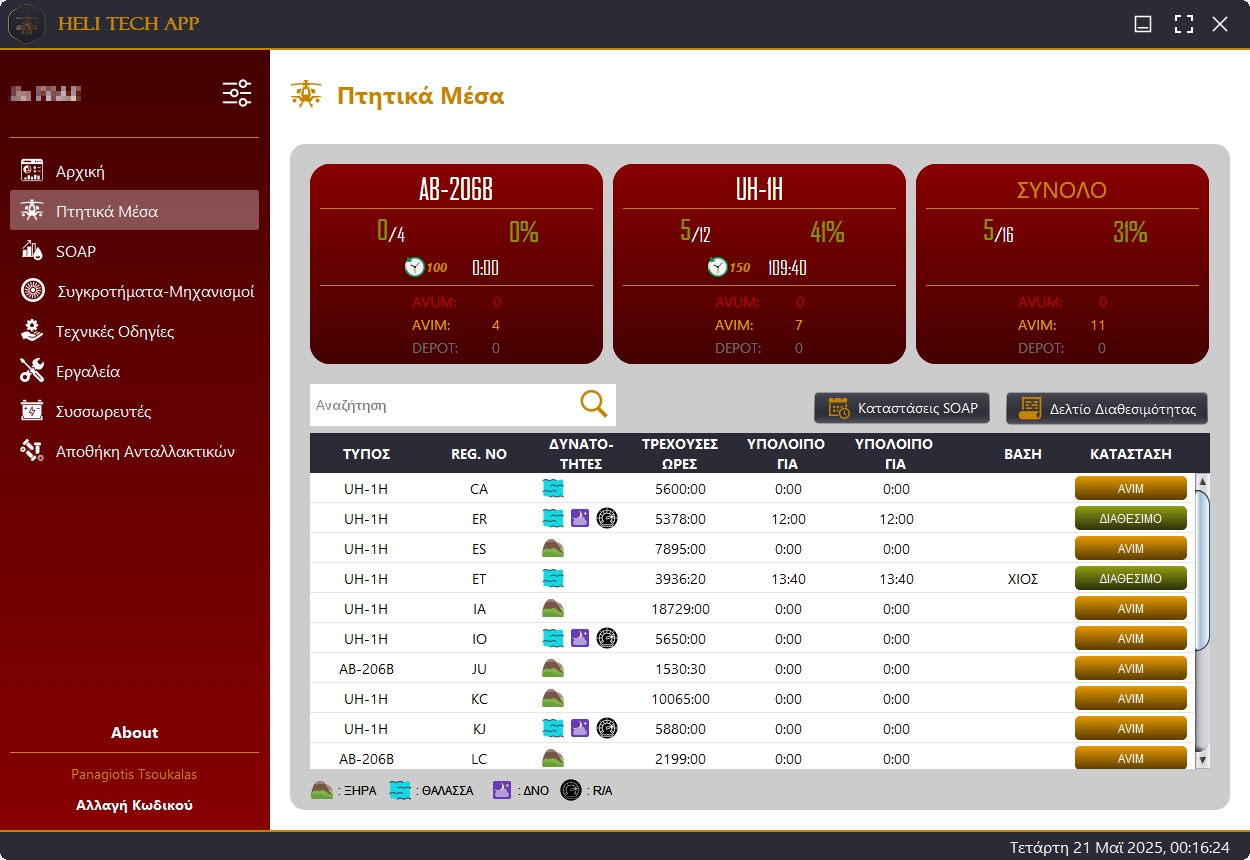 HELI TECH APP
Πτητικά Μέσα
Αρχική
Πτητικά Μέσα
SOAP
Συγκροτήματα-Μηχανισμοί
Τεχνικές Οδηγίες
Εργαλεία
Συσσωρευτές
Αποθήκη Ανταλλακτικών
About
Panagiotis Tsoukalas
Αλλαγή Κωδικού
AB-206B
0/4 0%
100 0:00
AVUM: 0
AVIM: 4
DEPOT: 0
UH-1H
5/12 41%
150 109:40
AVUM: 0
AVIM: 7
DEPOT: 0
ΣΥΝΟΛΟ
5/16 31%
AVUM: 0
AVIM: 11
DEPOT: 0
Αναζήτηση
Καταστάσεις SOAP
Δελτίο Διαθεσιμότητας
ΤΥΠΟΣ REG. NO ΔΥΝΑΤΟ-ΤΗΤΕΣ ΤΡΕΧΟΥΣΕΣ ΩΡΕΣ ΥΠΟΛΟΙΠΟ ΓΙΑ ΥΠΟΛΟΙΠΟ ΓΙΑ ΒΑΣΗ ΚΑΤΑΣΤΑΣΗ
UH-1H CA 5600:00 0:00 0:00 AVIM
UH-1H ER 5378:00 12:00 12:00 ΔΙΑΘΕΣΙΜΟ
UH-1H ES 7895:00 0:00 0:00 AVIM
UH-1H ET 3936:20 13:40 13:40 ΧΙΟΣ ΔΙΑΘΕΣΙΜΟ
UH-1H IA 18729:00 0:00 0:00 AVIM
UH-1H IO 5650:00 0:00 0:00 AVIM
AB-206B JU 1530:30 0:00 0:00 AVIM
UH-1H KC 10065:00 0:00 0:00 AVIM
UH-1H KJ 5880:00 0:00 0:00 AVIM
AB-206B LC 2199:00 0:00 0:00 AVIM
: ΞΗΡΑ : ΘΑΛΑΣΣΑ : ΔΝΟ : R/A
Τετάρτη 21 Μαΐ 2025, 00:16:24